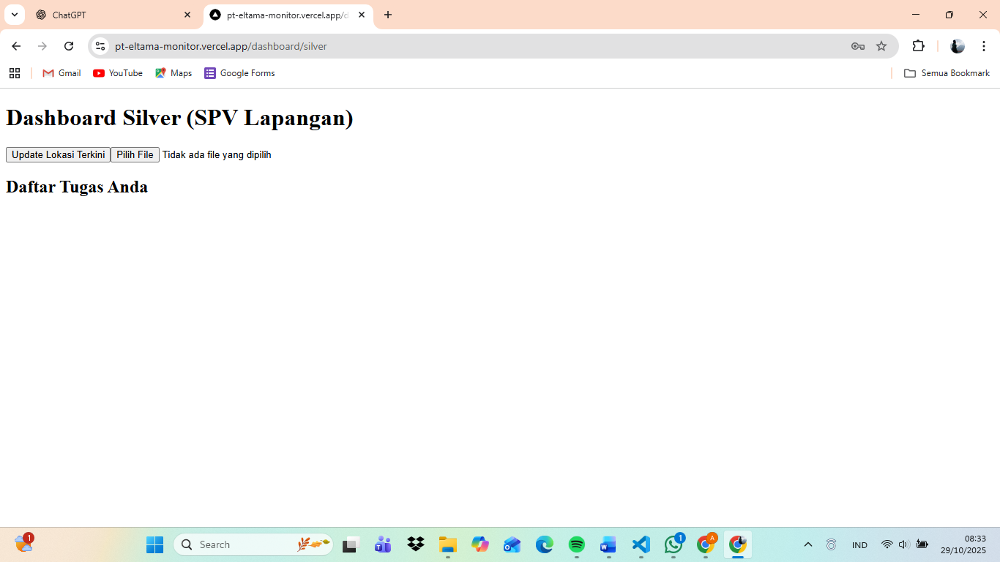 ChatGPT
pt-eltama-monitor.vercel.app/d
pt-eltama-monitor.vercel.app/dashboard/silver
Gmail YouTube Maps Google Forms Semua Bookmark
Dashboard Silver (SPV Lapangan)
Update Lokasi Terkini Pilih File Tidak ada file yang dipilih
Daftar Tugas Anda
1 Search 1 A IND 08:33
29/10/2025